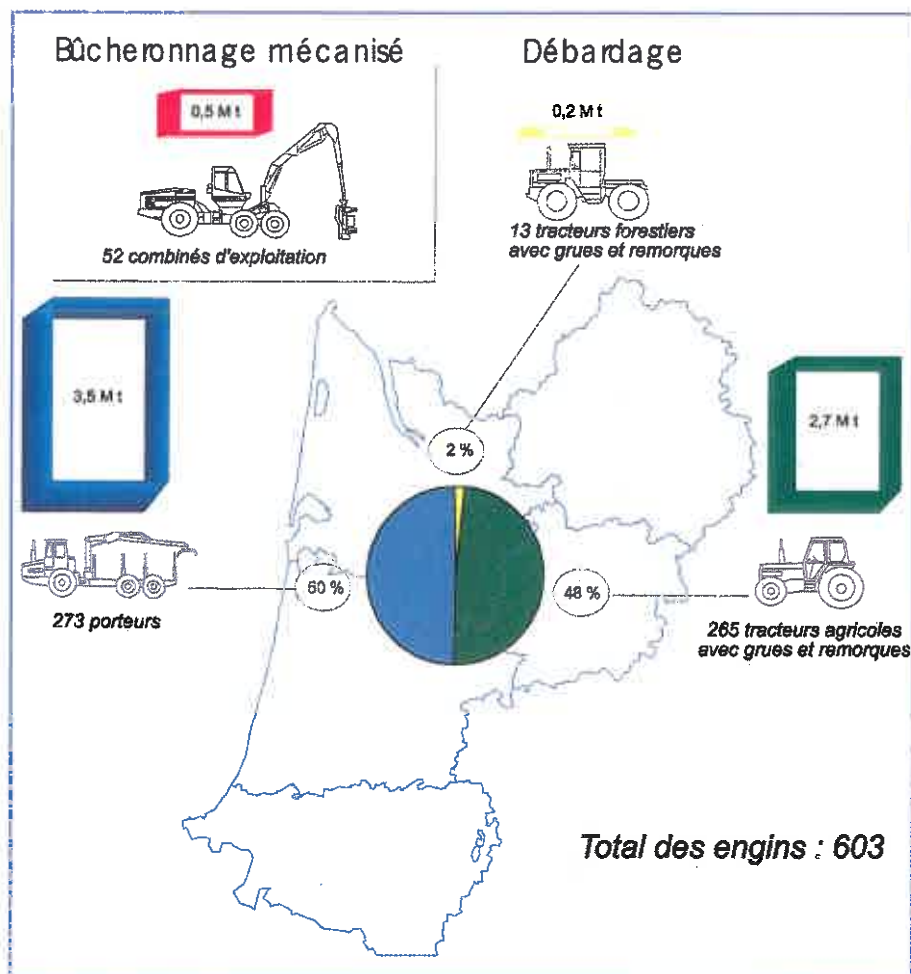 Bûcheronnage mécanisé
Débardage
0,5 M t
0,2 M t
52 combinés d'exploitation
13 tracteurs forestiers
avec grues et remorques
3,5 M t
2,7 M t
2 %
50 %
48 %
273 porteurs
265 tracteurs agricoles
avec grues et remorques
Total des engins : 603